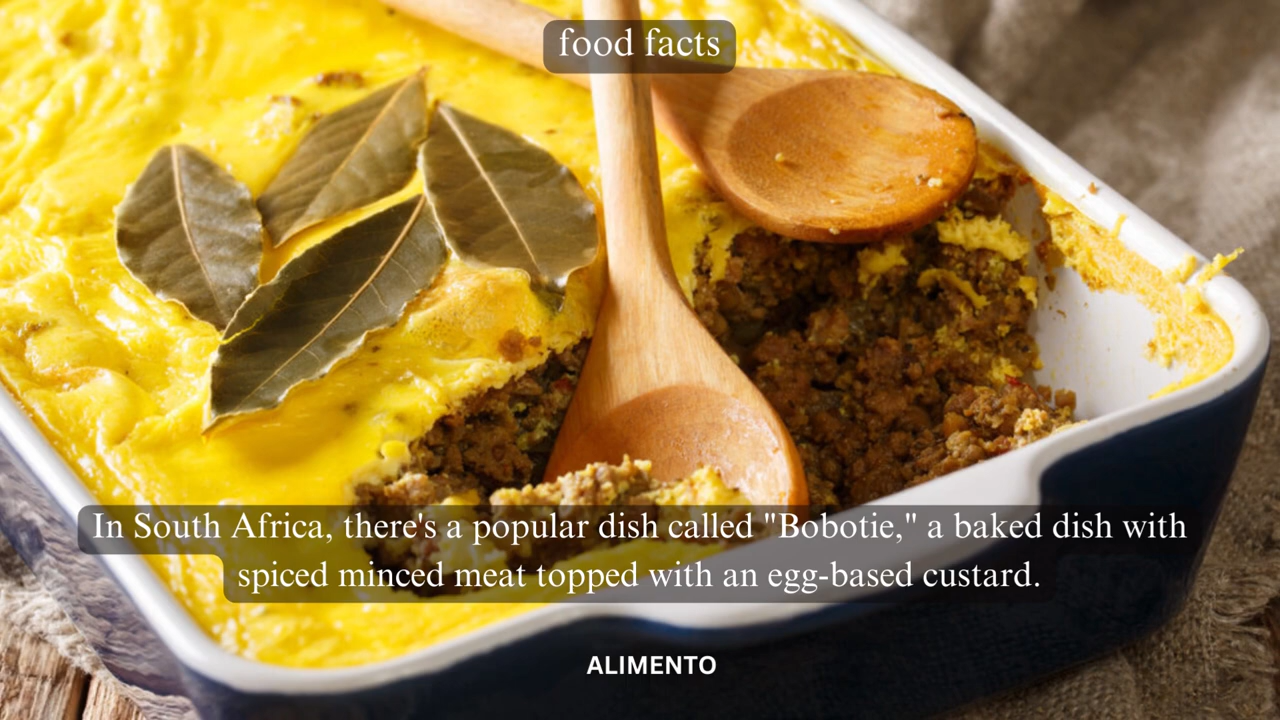 food facts
In South Africa, there's a popular dish called "Bobotie," a baked dish with
spiced minced meat topped with an egg-based custard.
ALIMENTO